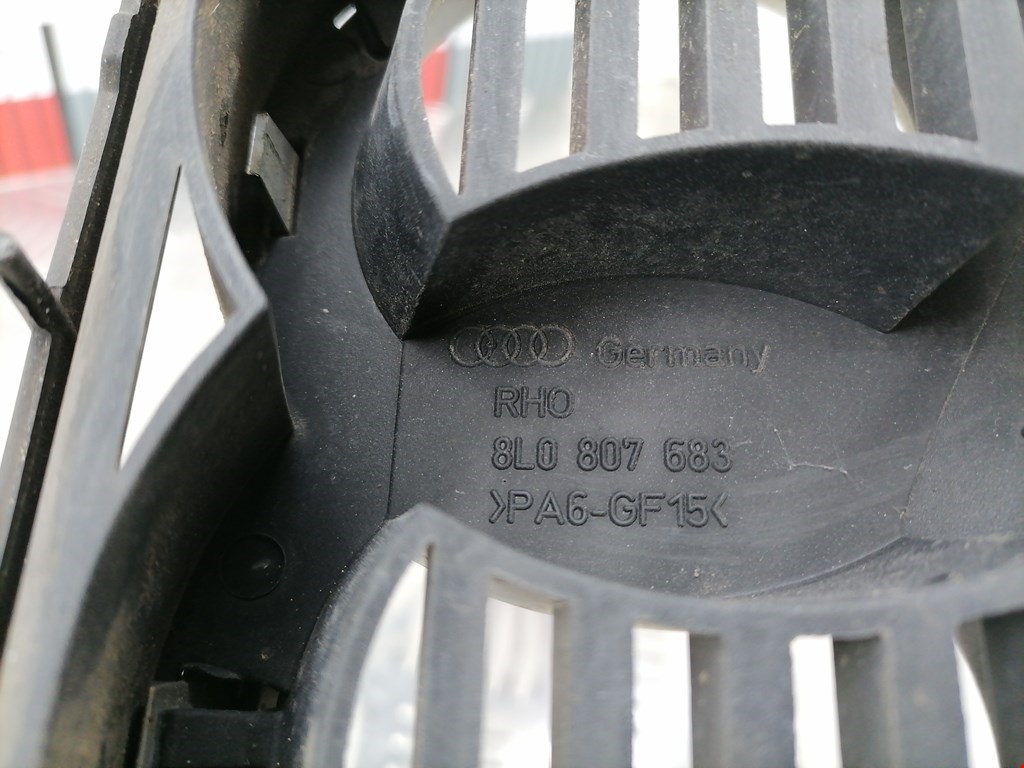 Germany
RHO
8L0 807 683
>PA6-GF15<